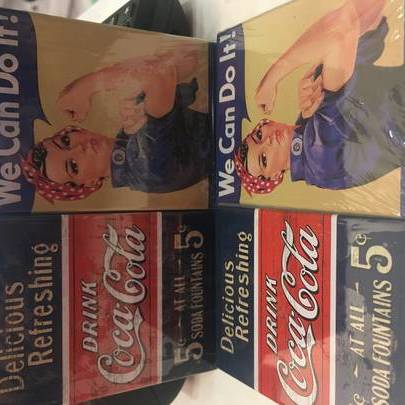 We Can Do It!
We Can Do It!
Delicious
Refreshing
DRINK
Coca-Cola
5¢ — AT ALL — 5¢
SODA FOUNTAINS
Delicious
Refreshing
DRINK
Coca-Cola
¢ — AT ALL — 5¢
SODA FOUNTAINS